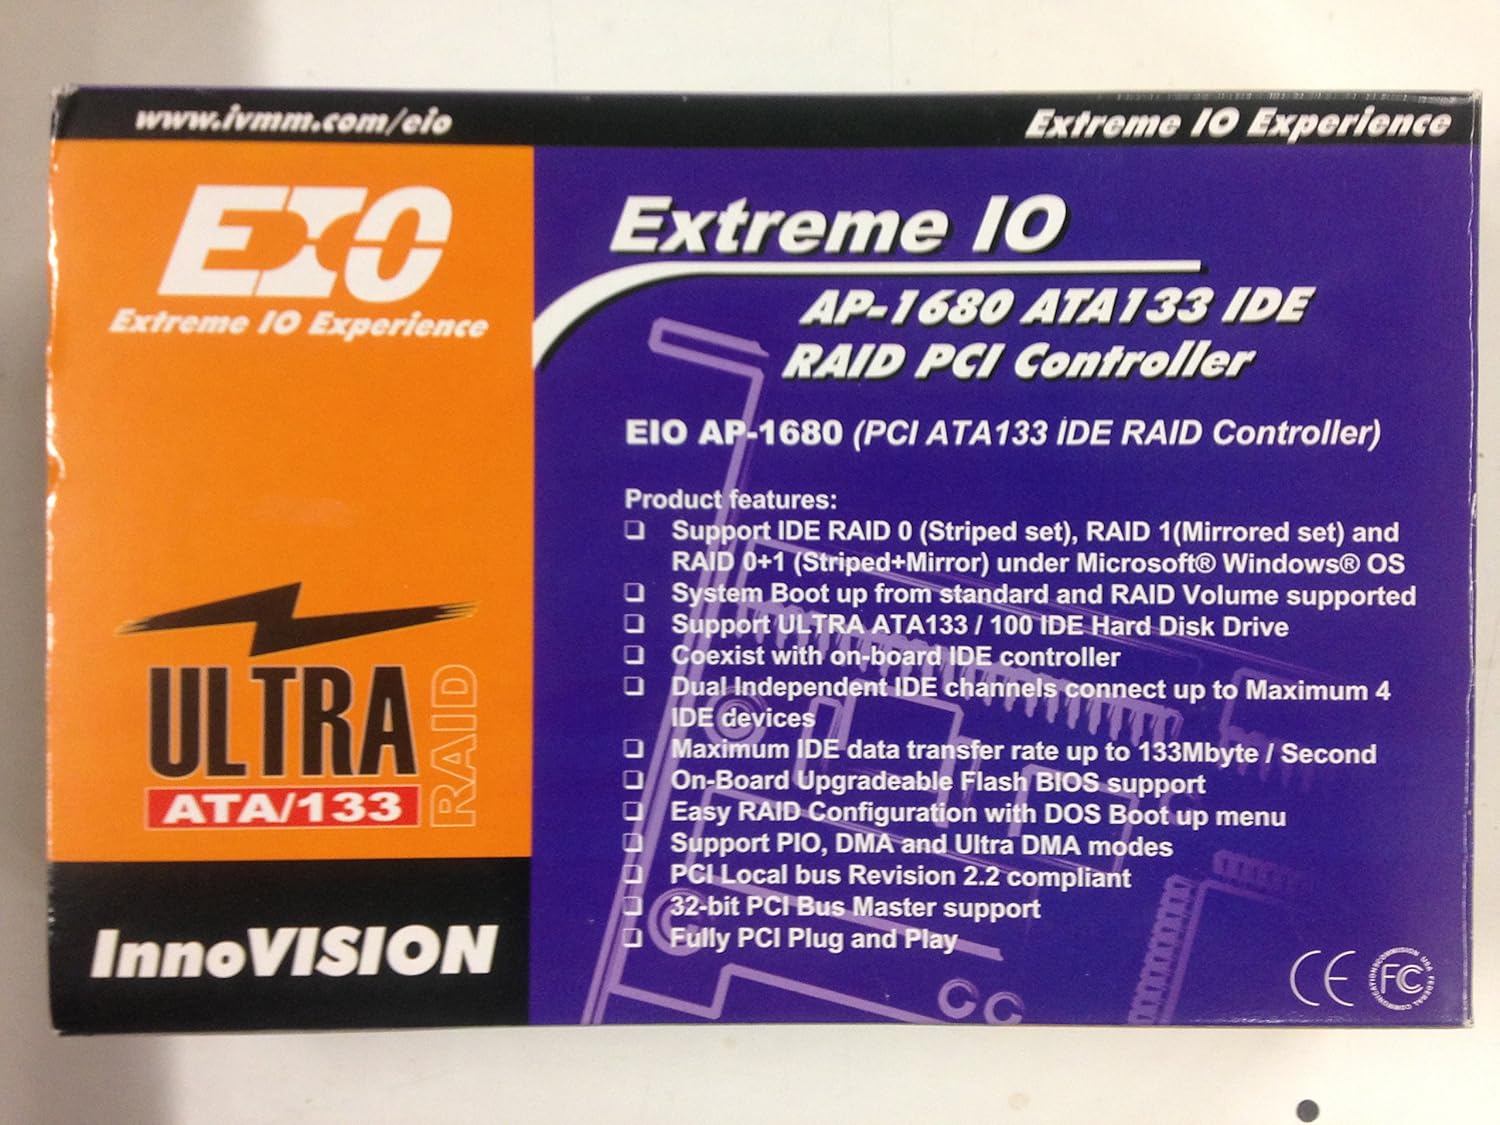 www.ivmm.com/eio
Extreme IO Experience
EIO
Extreme IO Experience
ULTRA
RAID
ATA/133
InnoVISION
Extreme IO
AP-1680 ATA133 IDE
RAID PCI Controller
EIO AP-1680 (PCI ATA133 IDE RAID Controller)
Product features:
❏ Support IDE RAID 0 (Striped set), RAID 1(Mirrored set) and
RAID 0+1 (Striped+Mirror) under Microsoft® Windows® OS
❏ System Boot up from standard and RAID Volume supported
❏ Support ULTRA ATA133 / 100 IDE Hard Disk Drive
❏ Coexist with on-board IDE controller
❏ Dual Independent IDE channels connect up to Maximum 4
IDE devices
❏ Maximum IDE data transfer rate up to 133Mbyte / Second
❏ On-Board Upgradeable Flash BIOS support
❏ Easy RAID Configuration with DOS Boot up menu
❏ Support PIO, DMA and Ultra DMA modes
❏ PCI Local bus Revision 2.2 compliant
❏ 32-bit PCI Bus Master support
❏ Fully PCI Plug and Play
CE
FC
FEDERAL COMMUNICATIONS COMMISSION USA